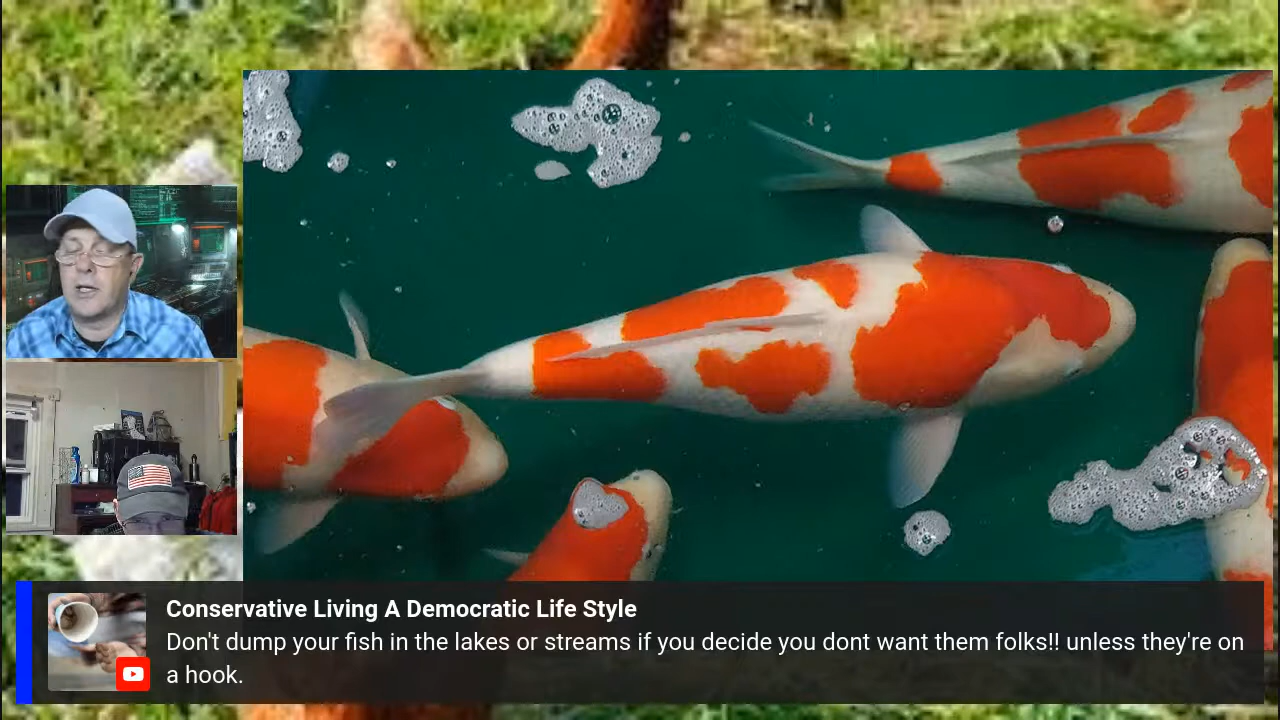 Conservative Living A Democratic Life Style
Don't dump your fish in the lakes or streams if you decide you dont want them folks!! unless they're on
a hook.